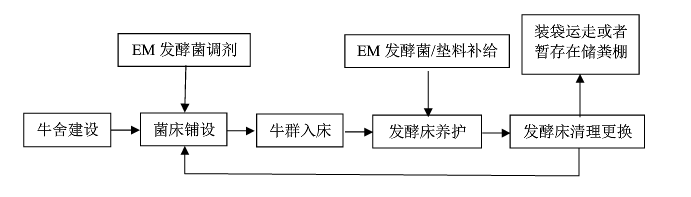 装袋运走或者
暂存在储粪棚
EM 发酵菌调剂
EM 发酵菌/垫料补给
牛舍建设
菌床铺设
牛群入床
发酵床养护
发酵床清理更换